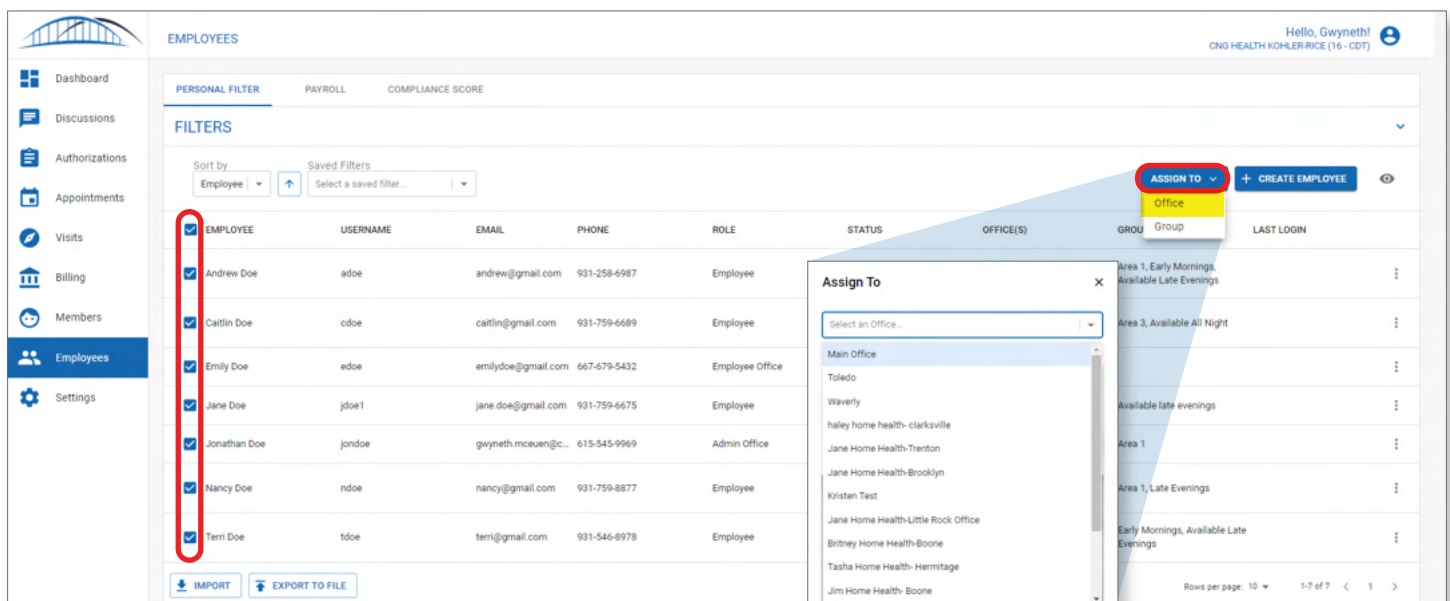 EMPLOYEES
Hello, Gwyneth!
CNG HEALTH KOHLER-RICE (16 - CDT)
Dashboard
Discussions
Authorizations
Appointments
Visits
Billing
Members
Employees
Settings
PERSONAL FILTER PAYROLL COMPLIANCE SCORE
FILTERS
Sort by Saved Filters
Employee Select a saved filter...
ASSIGN TO + CREATE EMPLOYEE
Office
Group
EMPLOYEE USERNAME EMAIL PHONE ROLE STATUS OFFICE(S) GROU LAST LOGIN
Andrew Doe adoe andrew@gmail.com 931-258-6987 Employee Area 1, Early Mornings,
Available Late Evenings
Caitlin Doe cdoe caitlin@gmail.com 931-759-6689 Employee Area 3, Available All Night
Emily Doe edoe emilydoe@gmail.com 667-679-5432 Employee Office
Jane Doe jdoe1 jane.doe@gmail.com 931-759-6675 Employee Available late evenings
Jonathan Doe jondoe gwyneth.mceuen@c... 615-545-9969 Admin Office Area 1
Nancy Doe ndoe nancy@gmail.com 931-759-8877 Employee Area 1, Late Evenings
Terri Doe tdoe terri@gmail.com 931-546-8978 Employee Early Mornings, Available Late
Evenings
Assign To ×
Select an Office...
Main Office
Toledo
Waverly
haley home health- clarksville
Jane Home Health-Trenton
Jane Home Health-Brooklyn
Kristen Test
Jane Home Health-Little Rock Office
Britney Home Health-Boone
Tasha Home Health- Hermitage
Jim Home Health- Boone
IMPORT EXPORT TO FILE
Rows per page: 10 1-7 of 7 < 1 >